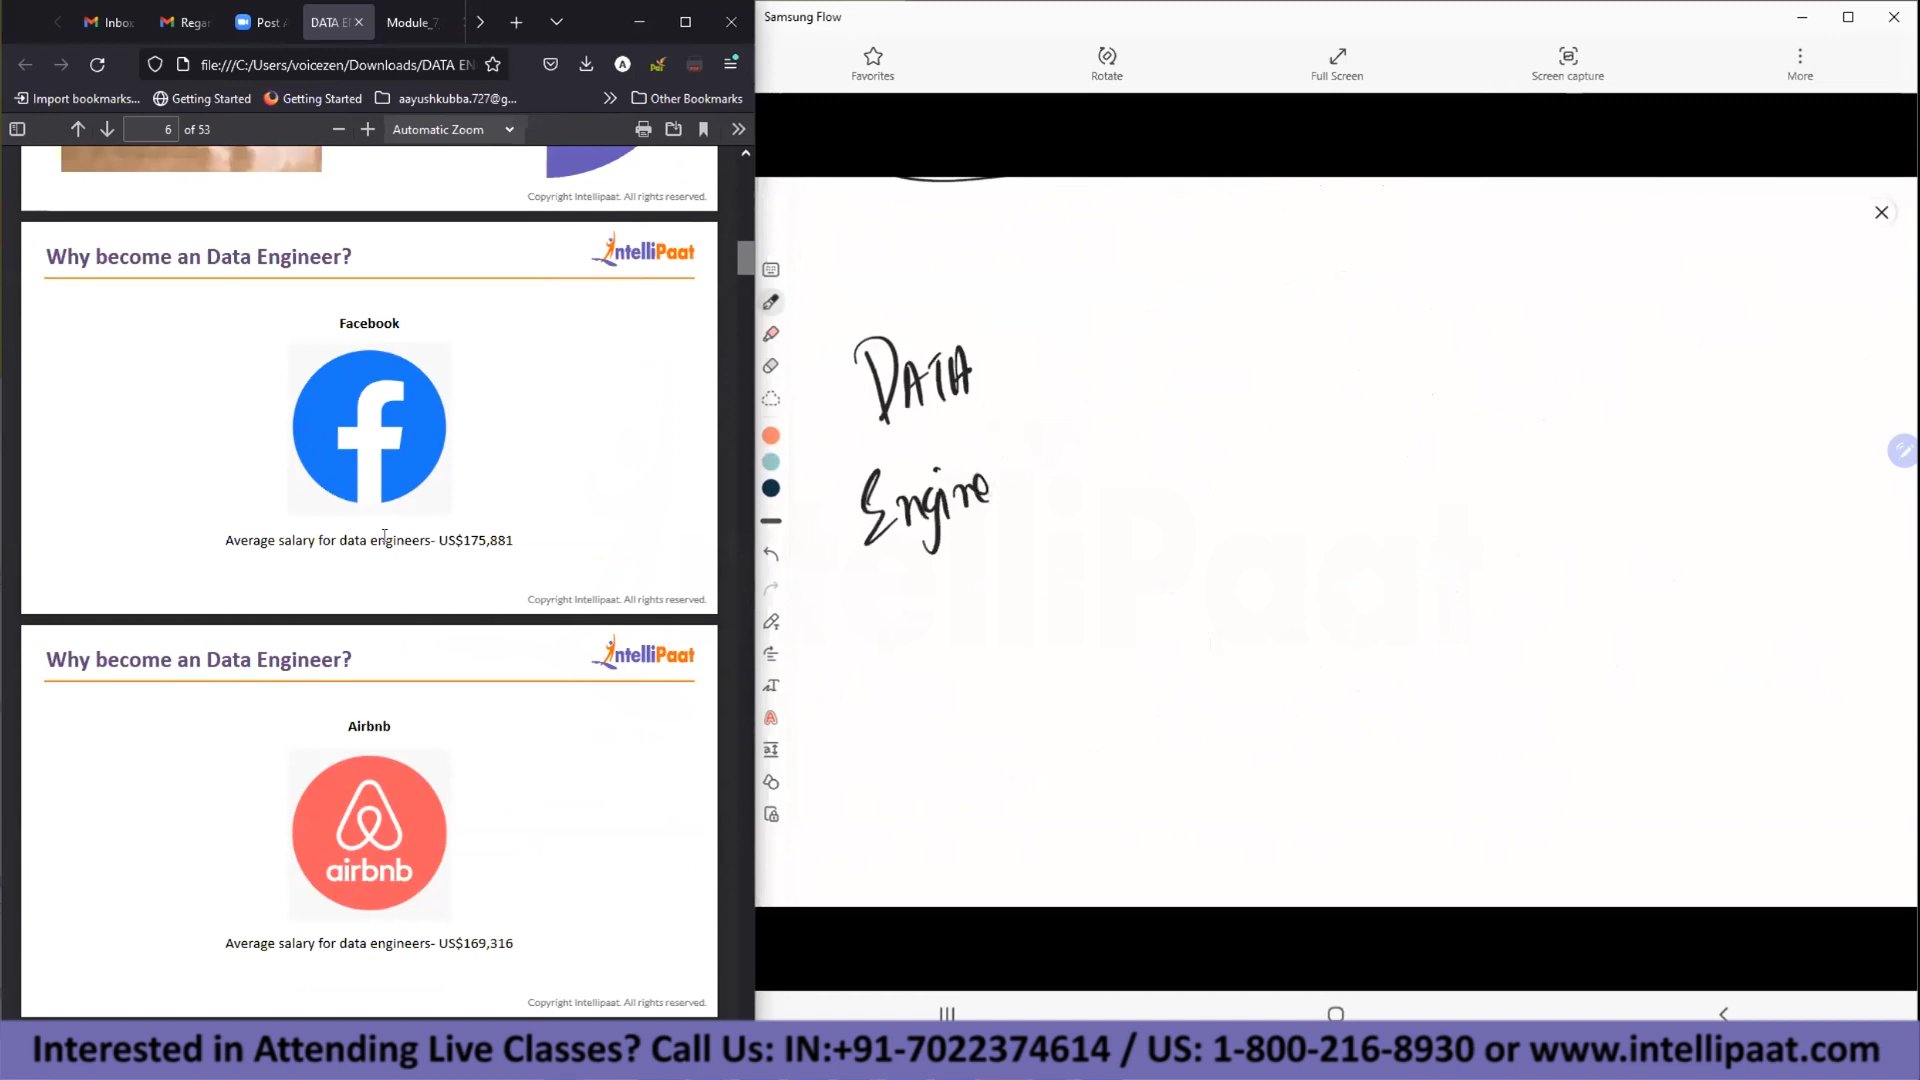 Inbox
Regar
Post
DATA E
Module_7
file:///C:/Users/voicezen/Downloads/DATA EN
Import bookmarks...
Getting Started
Getting Started
aayushkubba.727@g...
Other Bookmarks
6 of 53
Automatic Zoom
Copyright Intellipaat. All rights reserved.
Why become an Data Engineer?
IntelliPaat
Facebook
Average salary for data engineers- US$175,881
Copyright Intellipaat. All rights reserved.
Why become an Data Engineer?
IntelliPaat
Airbnb
airbnb
Average salary for data engineers- US$169,316
Copyright Intellipaat. All rights reserved.
Samsung Flow
Favorites
Rotate
Full Screen
Screen capture
More
DATA
Engine
Interested in Attending Live Classes? Call Us: IN:+91-7022374614 / US: 1-800-216-8930 or www.intellipaat.com